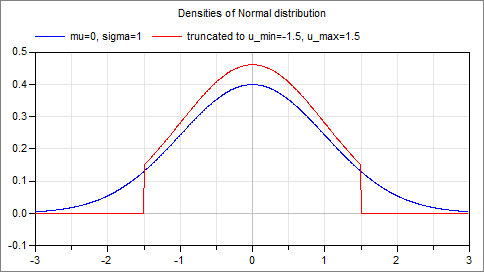 Densities of Normal distribution
mu=0, sigma=1 truncated to u_min=-1.5, u_max=1.5
0.5
0.4
0.3
0.2
0.1
0.0
-0.1
-3 -2 -1 0 1 2 3